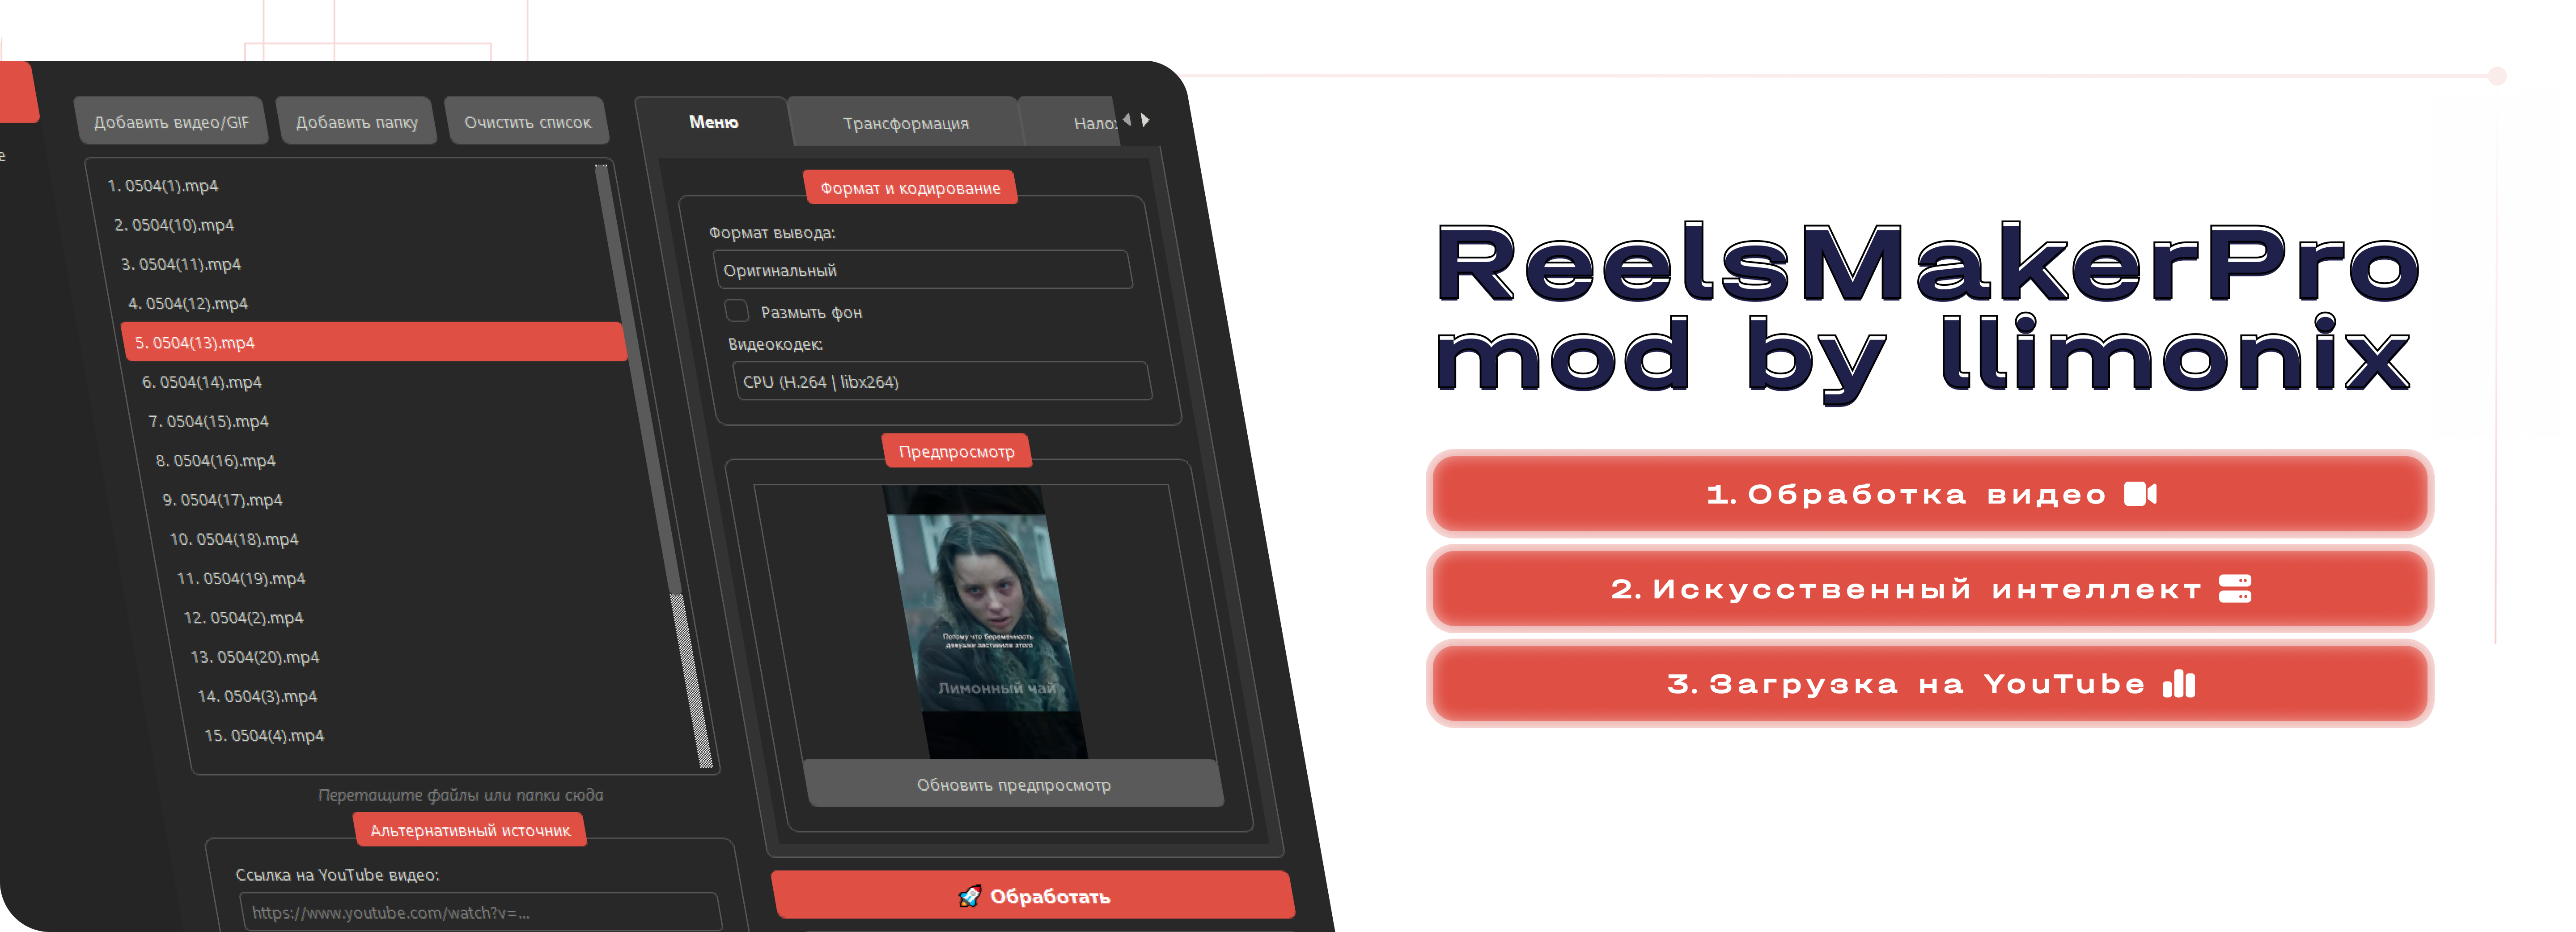 е
Добавить видео/GIF
Добавить папку
Очистить список
1. 0504(1).mp4
2. 0504(10).mp4
3. 0504(11).mp4
4. 0504(12).mp4
5. 0504(13).mp4
6. 0504(14).mp4
7. 0504(15).mp4
8. 0504(16).mp4
9. 0504(17).mp4
10. 0504(18).mp4
11. 0504(19).mp4
12. 0504(2).mp4
13. 0504(20).mp4
14. 0504(3).mp4
15. 0504(4).mp4
Перетащите файлы или папки сюда
Альтернативный источник
Ссылка на YouTube видео:
https://www.youtube.com/watch?v=...
Меню
Трансформация
Формат и кодирование
Формат вывода:
Оригинальный
Размыть фон
Видеокодек:
CPU (H.264 | libx264)
Предпросмотр
Потому что беременность
девушки заставила этого
Лимонный чай
Обновить предпросмотр
Обработать
ReelsMakerPro
mod by llimonix
1. Обработка видео
2. Искусственный интеллект
3. Загрузка на YouTube